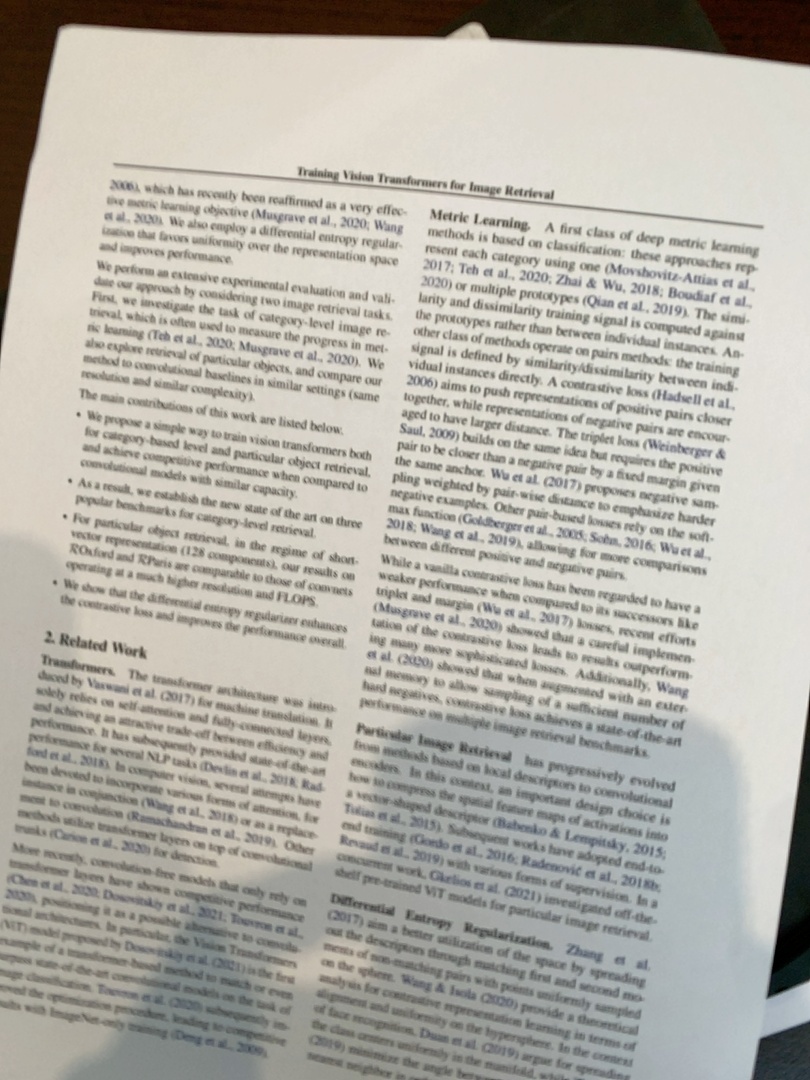 Training Vision Transformers for Image Retrieval
2006), which has recently been reaffirmed as a very effec-
tive metric learning objective (Musgrave et al., 2020; Wang
et al., 2020). We also employ a differential entropy regular-
ization that favors uniformity over the representation space
and improves performance.
We perform an extensive experimental evaluation and vali-
date our approach by considering two image retrieval tasks.
First, we investigate the task of category-level image re-
trieval, which is often used to measure the progress in met-
ric learning (Teh et al., 2020; Musgrave et al., 2020). We
also explore retrieval of particular objects, and compare our
method to convolutional baselines in similar settings (same
resolution and similar complexity).
The main contributions of this work are listed below.
• We propose a simple way to train vision transformers both
for category-based level and particular object retrieval,
and achieve competitive performance when compared to
convolutional models with similar capacity.
• As a result, we establish the new state of the art on three
popular benchmarks for category-level retrieval.
• For particular object retrieval, in the regime of short-
vector representation (128 components), our results on
ROxford and RParis are comparable to those of convnets
operating at a much higher resolution and FLOPS.
• We show that the differential entropy regularizer enhances
the contrastive loss and improves the performance overall.
2. Related Work
Transformers. The transformer architecture was intro-
duced by Vaswani et al. (2017) for machine translation. It
solely relies on self-attention and fully-connected layers,
and achieving an attractive trade-off between efficiency and
performance. It has subsequently provided state-of-the-art
performance for several NLP tasks (Devlin et al., 2018; Rad-
ford et al., 2018). In computer vision, several attempts have
been devoted to incorporate various forms of attention, for
instance in conjunction (Wang et al., 2018) or as a replace-
ment to convolution (Ramachandran et al., 2019). Other
methods utilize transformer layers on top of convolutional
trunks (Carion et al., 2020) for detection.
More recently, convolution-free models that only rely on
transformer layers have shown competitive performance
(Chen et al., 2020; Dosovitskiy et al., 2021; Touvron et al.,
2020), positioning it as a possible alternative to convolu-
tional architectures. In particular, the Vision Transformers
(ViT) model proposed by Dosovitskiy et al. (2021) is the first
example of a transformer-based method to match or even
state-of-the-art convolutional models on the task of
classification. Touvron et al. (2020) subsequently im-
the optimization procedure, leading to competitive
with ImageNet-only training (Deng et al., 2009).
Metric Learning. A first class of deep metric learning
methods is based on classification: these approaches rep-
resent each category using one (Movshovitz-Attias et al.,
2017; Teh et al., 2020; Zhai & Wu, 2018; Boudiaf et al.,
2020) or multiple prototypes (Qian et al., 2019). The simi-
larity and dissimilarity training signal is computed against
the prototypes rather than between individual instances. An-
other class of methods operate on pairs methods: the training
signal is defined by similarity/dissimilarity between indi-
vidual instances directly. A contrastive loss (Hadsell et al.,
2006) aims to push representations of positive pairs closer
together, while representations of negative pairs are encour-
aged to have larger distance. The triplet loss (Weinberger &
Saul, 2009) builds on the same idea but requires the positive
pair to be closer than a negative pair by a fixed margin given
the same anchor. Wu et al. (2017) proposes negative sam-
pling weighted by pair-wise distance to emphasize harder
negative examples. Other pair-based losses rely on the soft-
max function (Goldberger et al., 2005; Sohn, 2016; Wu et al.,
2018; Wang et al., 2019), allowing for more comparisons
between different positive and negative pairs.
While a vanilla contrastive loss has been regarded to have a
weaker performance when compared to its successors like
triplet and margin (Wu et al., 2017) losses, recent efforts
(Musgrave et al., 2020) showed that a careful implemen-
tation of the contrastive loss leads to results outperform-
ing many more sophisticated losses. Additionally, Wang
et al. (2020) showed that when augmented with an exter-
nal memory to allow sampling of a sufficient number of
hard negatives, contrastive loss achieves a state-of-the-art
performance on multiple image retrieval benchmarks.
Particular Image Retrieval has progressively evolved
from methods based on local descriptors to convolutional
encoders. In this context, an important design choice is
how to compress the spatial feature maps of activations into
a vector-shaped descriptor (Babenko & Lempitsky, 2015;
Tolias et al., 2015). Subsequent works have adopted end-to-
end training (Gordo et al., 2016; Radenović et al., 2018b;
Revaud et al., 2019) with various forms of supervision. In a
concurrent work, Gkelios et al. (2021) investigated off-the-
shelf pre-trained ViT models for particular image retrieval.
Differential Entropy Regularization. Zhang et al.
(2017) aim a better utilization of the space by spreading
out the descriptors through matching first and second mo-
ments of non-matching pairs with points uniformly sampled
on the sphere. Wang & Isola (2020) provide a theoretical
analysis for contrastive representation learning in terms of
alignment and uniformity on the hypersphere. In the context
of face recognition, Duan et al. (2019) argue for spreading
the class centers uniformly in the manifold, while
(2019) minimize the angle between
nearest neighbor